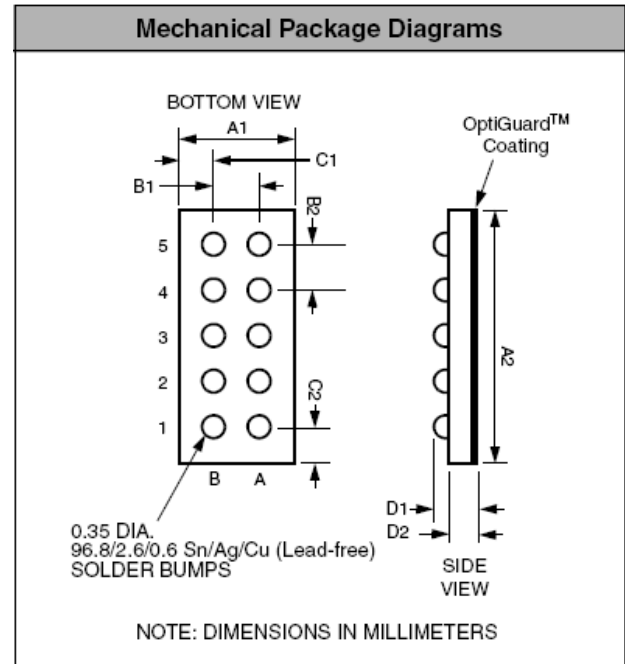 Mechanical Package Diagrams
BOTTOM VIEW
A1
C1
B1
B2
OptiGuard™
Coating
5
4
3
2
1
C2
A2
B A
D1
D2
0.35 DIA.
96.8/2.6/0.6 Sn/Ag/Cu (Lead-free)
SOLDER BUMPS
SIDE
VIEW
NOTE: DIMENSIONS IN MILLIMETERS